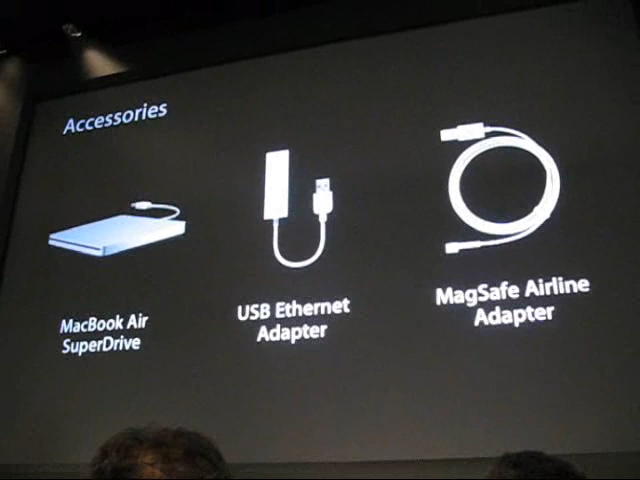 Accessories
MacBook Air
SuperDrive
USB Ethernet
Adapter
MagSafe Airline
Adapter